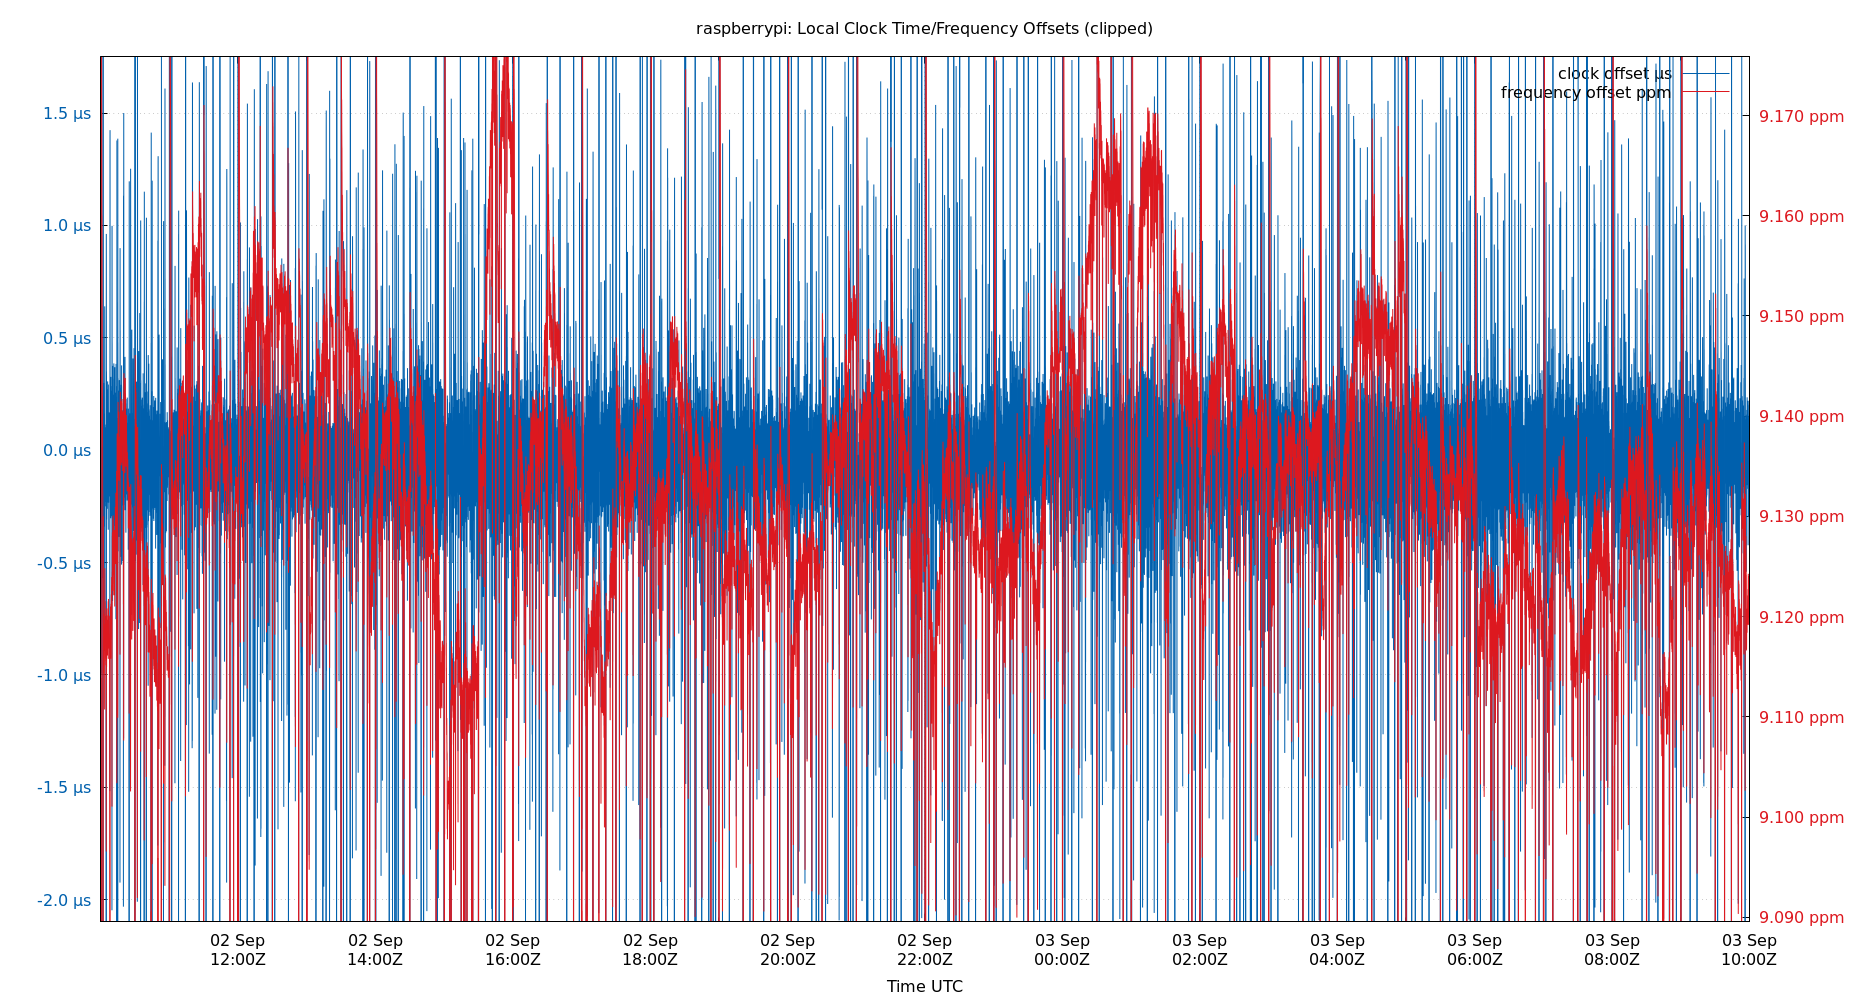 raspberrypi: Local Clock Time/Frequency Offsets (clipped)
clock offset µs
frequency offset ppm
1.5 µs
1.0 µs
0.5 µs
0.0 µs
-0.5 µs
-1.0 µs
-1.5 µs
-2.0 µs
9.170 ppm
9.160 ppm
9.150 ppm
9.140 ppm
9.130 ppm
9.120 ppm
9.110 ppm
9.100 ppm
9.090 ppm
02 Sep 02 Sep 02 Sep 02 Sep 02 Sep 02 Sep 03 Sep 03 Sep 03 Sep 03 Sep 03 Sep 03 Sep
12:00Z 14:00Z 16:00Z 18:00Z 20:00Z 22:00Z 00:00Z 02:00Z 04:00Z 06:00Z 08:00Z 10:00Z
Time UTC